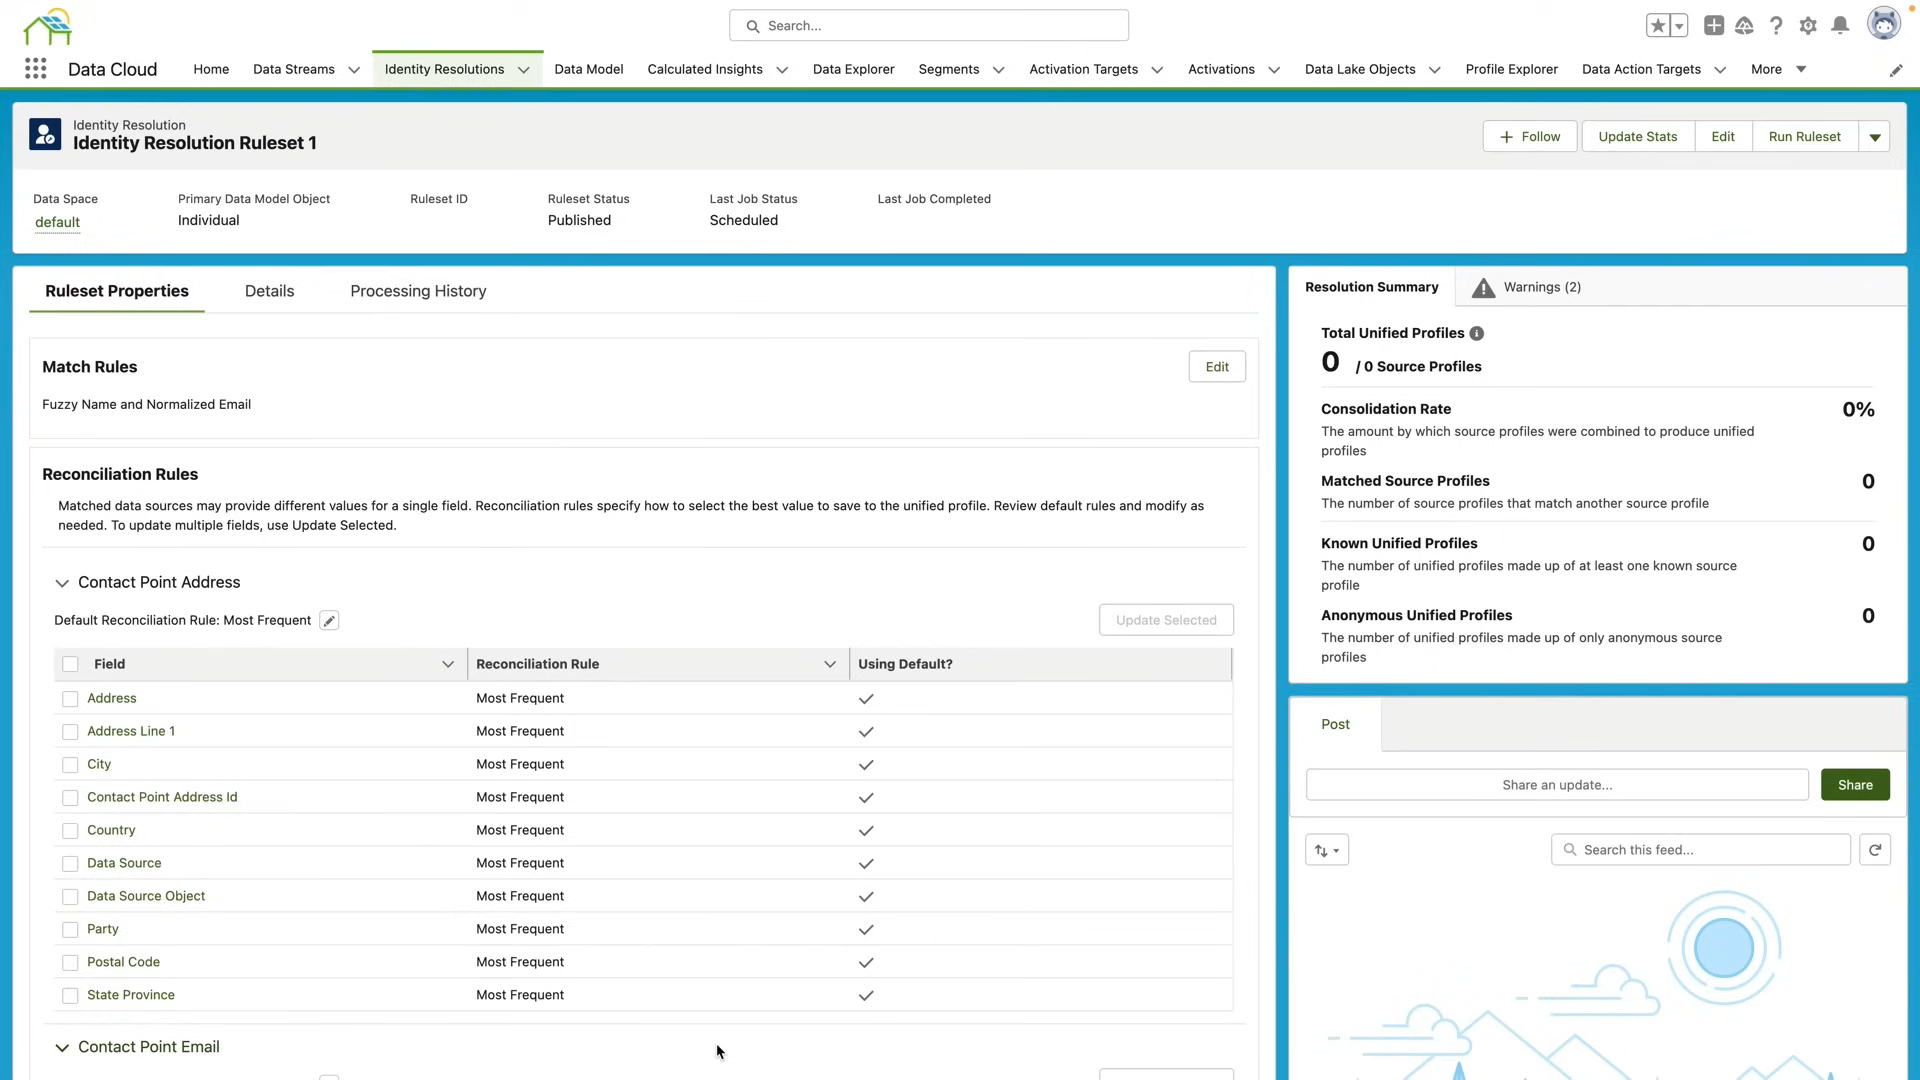 Search...
Data Cloud
Home
Data Streams
Identity Resolutions
Data Model
Calculated Insights
Data Explorer
Segments
Activation Targets
Activations
Data Lake Objects
Profile Explorer
Data Action Targets
More
Identity Resolution
Identity Resolution Ruleset 1
Follow
Update Stats
Edit
Run Ruleset
Data Space
default
Primary Data Model Object
Individual
Ruleset ID
Ruleset Status
Published
Last Job Status
Scheduled
Last Job Completed
Ruleset Properties
Details
Processing History
Match Rules
Edit
Fuzzy Name and Normalized Email
Reconciliation Rules
Matched data sources may provide different values for a single field. Reconciliation rules specify how to select the best value to save to the unified profile. Review default rules and modify as
needed. To update multiple fields, use Update Selected.
Contact Point Address
Default Reconciliation Rule: Most Frequent
Update Selected
Field Reconciliation Rule Using Default?
Address Most Frequent
Address Line 1 Most Frequent
City Most Frequent
Contact Point Address Id Most Frequent
Country Most Frequent
Data Source Most Frequent
Data Source Object Most Frequent
Party Most Frequent
Postal Code Most Frequent
State Province Most Frequent
Contact Point Email
Resolution Summary
Warnings (2)
Total Unified Profiles
0 / 0 Source Profiles
Consolidation Rate 0%
The amount by which source profiles were combined to produce unified
profiles
Matched Source Profiles 0
The number of source profiles that match another source profile
Known Unified Profiles 0
The number of unified profiles made up of at least one known source
profile
Anonymous Unified Profiles 0
The number of unified profiles made up of only anonymous source
profiles
Post
Share an update...
Share
Search this feed...